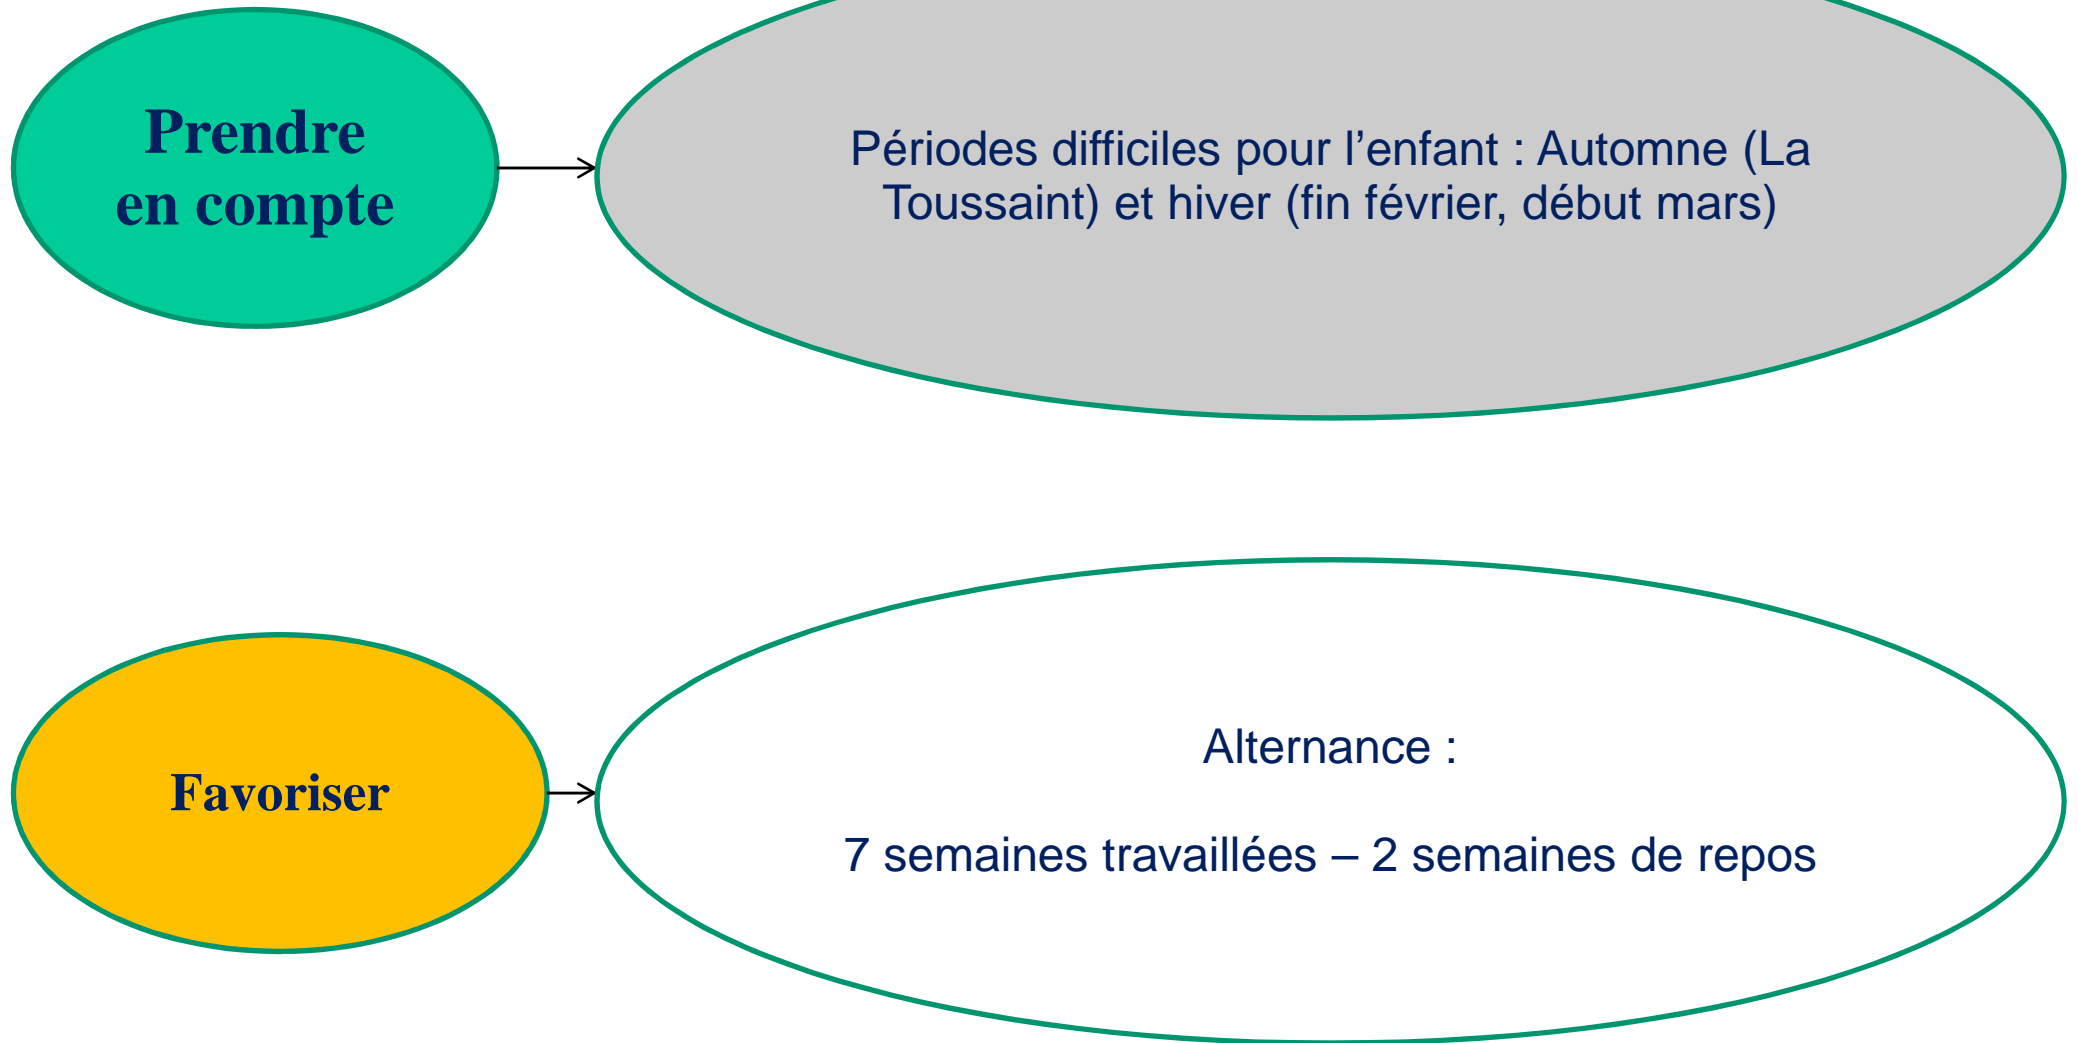 Prendre
en compte
Périodes difficiles pour l’enfant : Automne (La
Toussaint) et hiver (fin février, début mars)
Favoriser
Alternance :
7 semaines travaillées – 2 semaines de repos